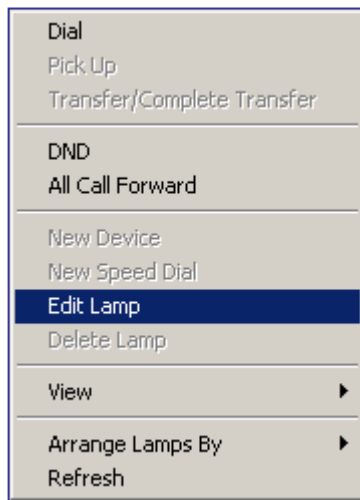 Dial
Pick Up
Transfer/Complete Transfer
DND
All Call Forward
New Device
New Speed Dial
Edit Lamp
Delete Lamp
View
Arrange Lamps By
Refresh